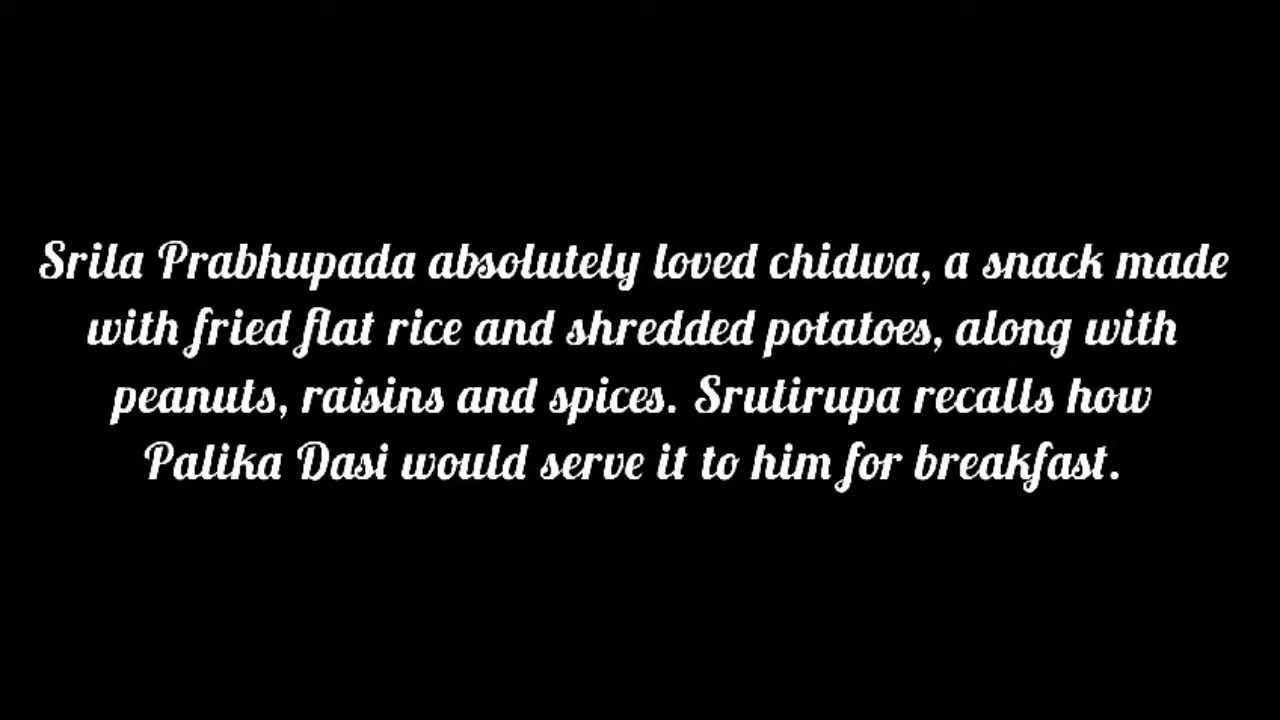 Srila Prabhupada absolutely loved chidwa, a snack made
with fried flat rice and shredded potatoes, along with
peanuts, raisins and spices. Srutirupa recalls how
Palika Dasi would serve it to him for breakfast.